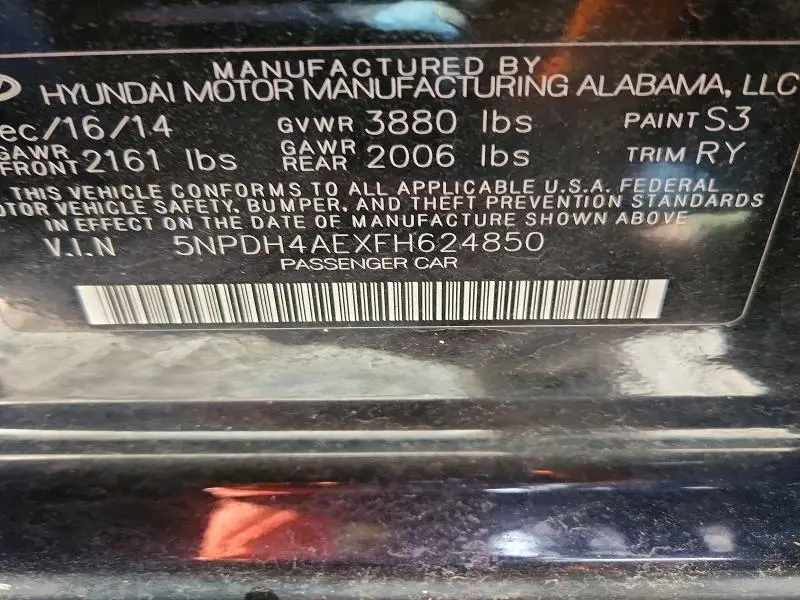 MANUFACTURED BY
HYUNDAI MOTOR MANUFACTURING ALABAMA, LLC
ec/16/14 GVWR 3880 lbs PAINT S3
GAWR FRONT 2161 lbs GAWR REAR 2006 lbs TRIM RY
THIS VEHICLE CONFORMS TO ALL APPLICABLE U.S.A. FEDERAL
OTOR VEHICLE SAFETY, BUMPER, AND THEFT PREVENTION STANDARDS
IN EFFECT ON THE DATE OF MANUFACTURE SHOWN ABOVE
V.I.N 5NPDH4AEXFH624850
PASSENGER CAR